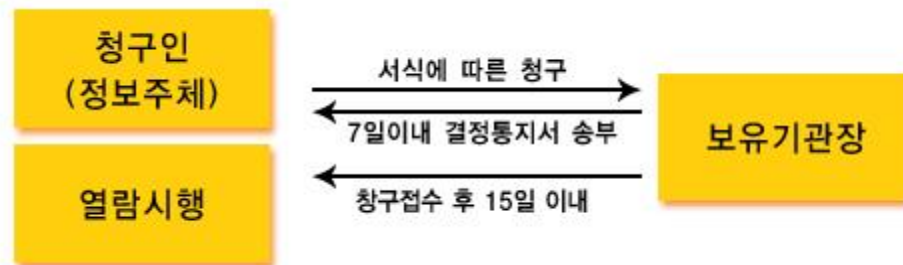 청구인
(정보주체)
서식에 따른 청구
7일이내 결정통지서 송부
보유기관장
열람시행
창구접수 후 15일 이내